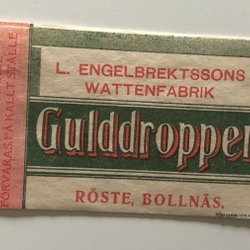 FÖRVARAS PÅ KALLT STÄLLE
L. ENGELBREKTSSONS
WATTENFABRIK
Gulddroppen
RÖSTE, BOLLNÄS.